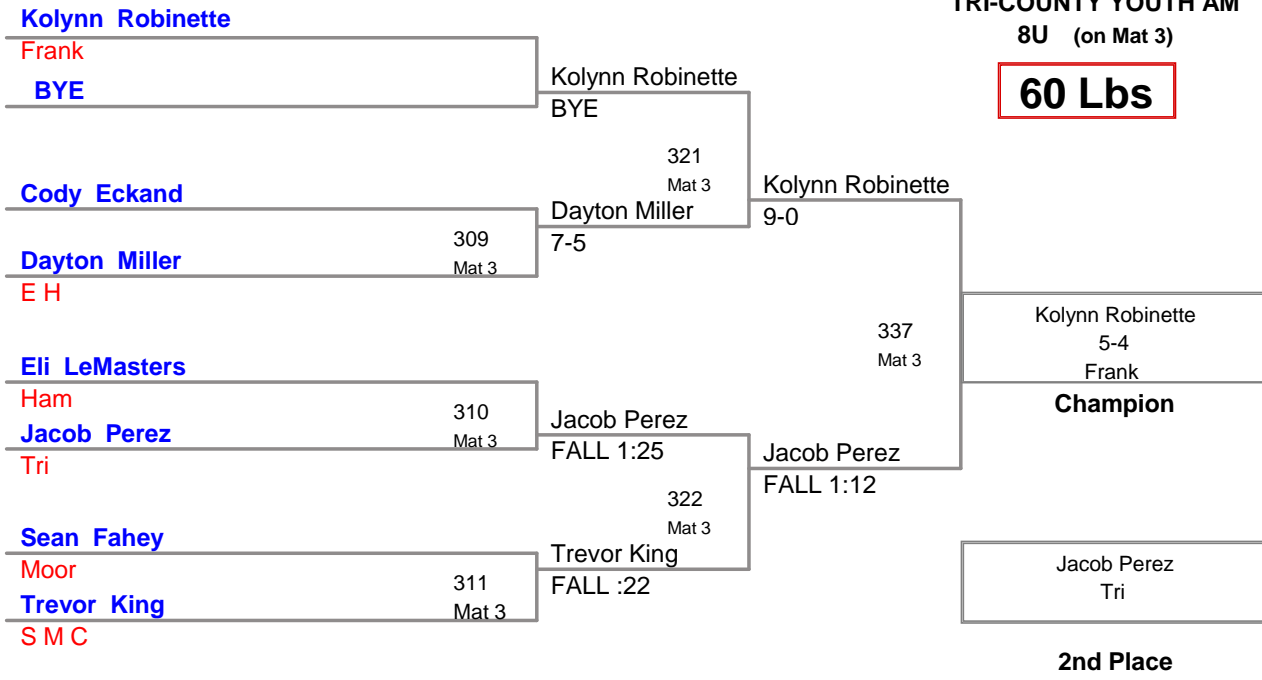 TRI-COUNTY YOUTH AM
8U (on Mat 3)
60 Lbs
Kolynn Robinette
Frank
BYE
Kolynn Robinette
BYE
321
Mat 3
Cody Eckand
Dayton Miller
E H
309
Mat 3
Dayton Miller
7-5
Kolynn Robinette
9-0
Eli LeMasters
Ham
Jacob Perez
Tri
310
Mat 3
Jacob Perez
FALL 1:25
322
Mat 3
Sean Fahey
Moor
Trevor King
S M C
311
Mat 3
Trevor King
FALL :22
Jacob Perez
FALL 1:12
337
Mat 3
Kolynn Robinette
5-4
Frank
Champion
Jacob Perez
Tri
2nd Place